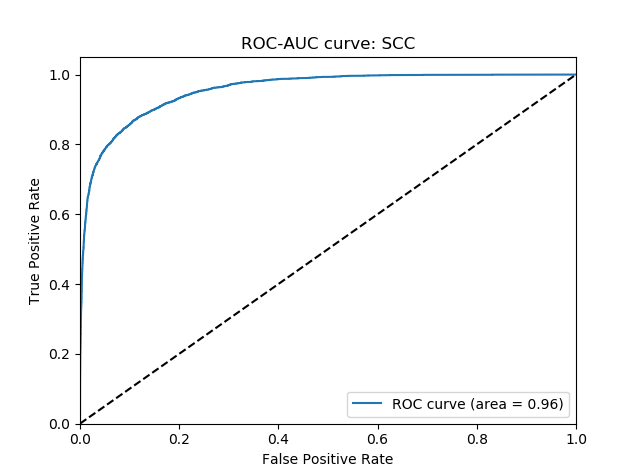 ROC-AUC curve: SCC
True Positive Rate
1.0
0.8
0.6
0.4
0.2
0.0
ROC curve (area = 0.96)
0.0 0.2 0.4 0.6 0.8 1.0
False Positive Rate